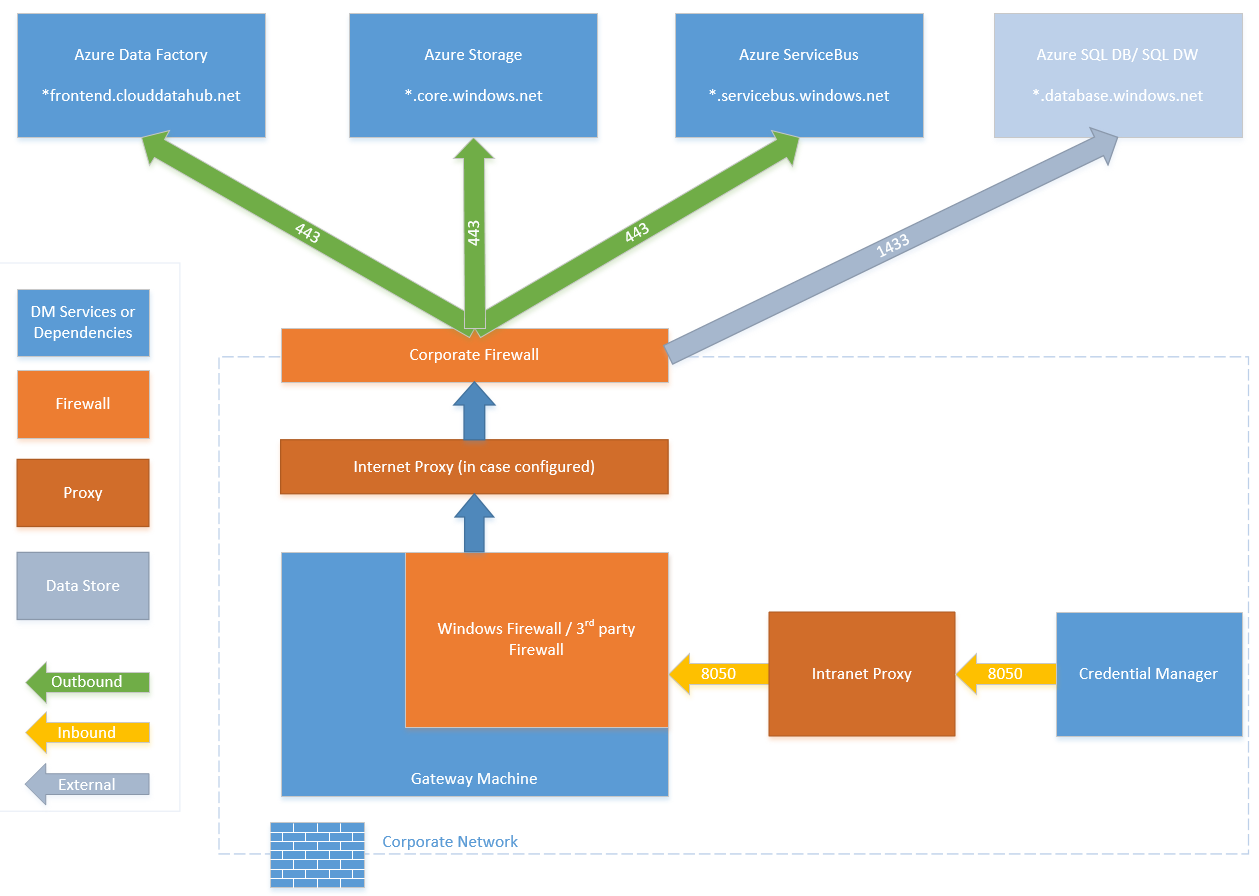 Azure Data Factory
*frontend.clouddatahub.net
Azure Storage
*.core.windows.net
Azure ServiceBus
*.servicebus.windows.net
Azure SQL DB/ SQL DW
*.database.windows.net
443
443
443
1433
DM Services or
Dependencies
Firewall
Proxy
Data Store
Outbound
Inbound
External
Corporate Firewall
Internet Proxy (in case configured)
Windows Firewall / 3rd party
Firewall
Gateway Machine
8050
Intranet Proxy
8050
Credential Manager
Corporate Network